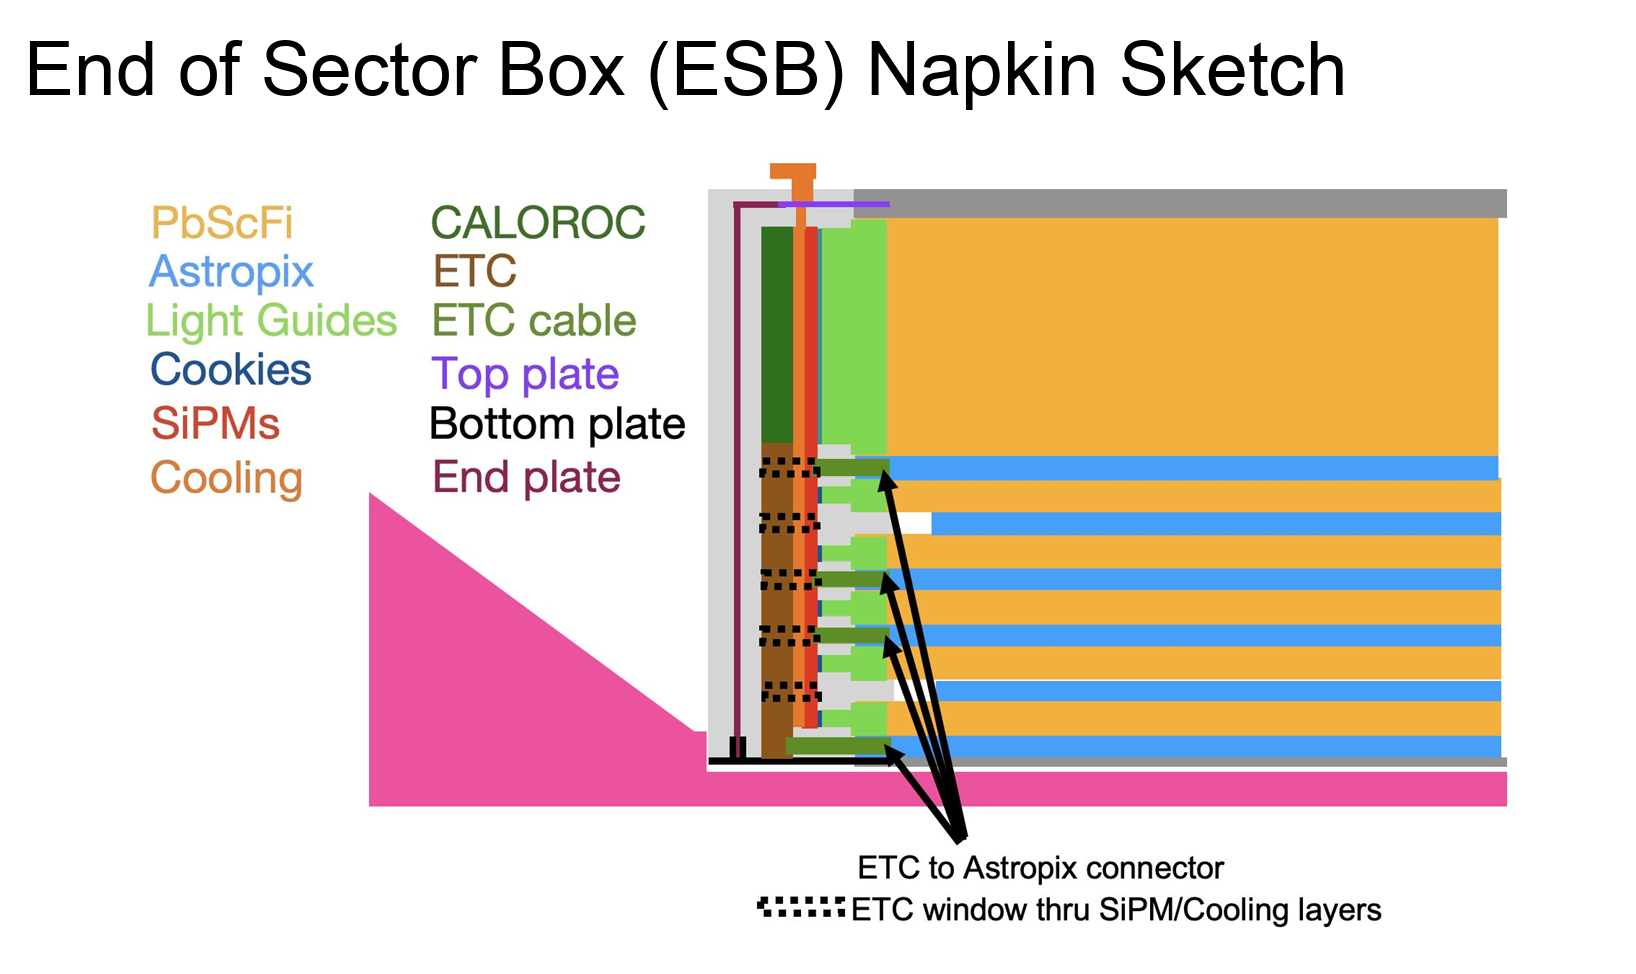 End of Sector Box (ESB) Napkin Sketch
PbScFi
Astropix
Light Guides
Cookies
SiPMs
Cooling
CALOROC
ETC
ETC cable
Top plate
Bottom plate
End plate
ETC to Astropix connector
ETC window thru SiPM/Cooling layers